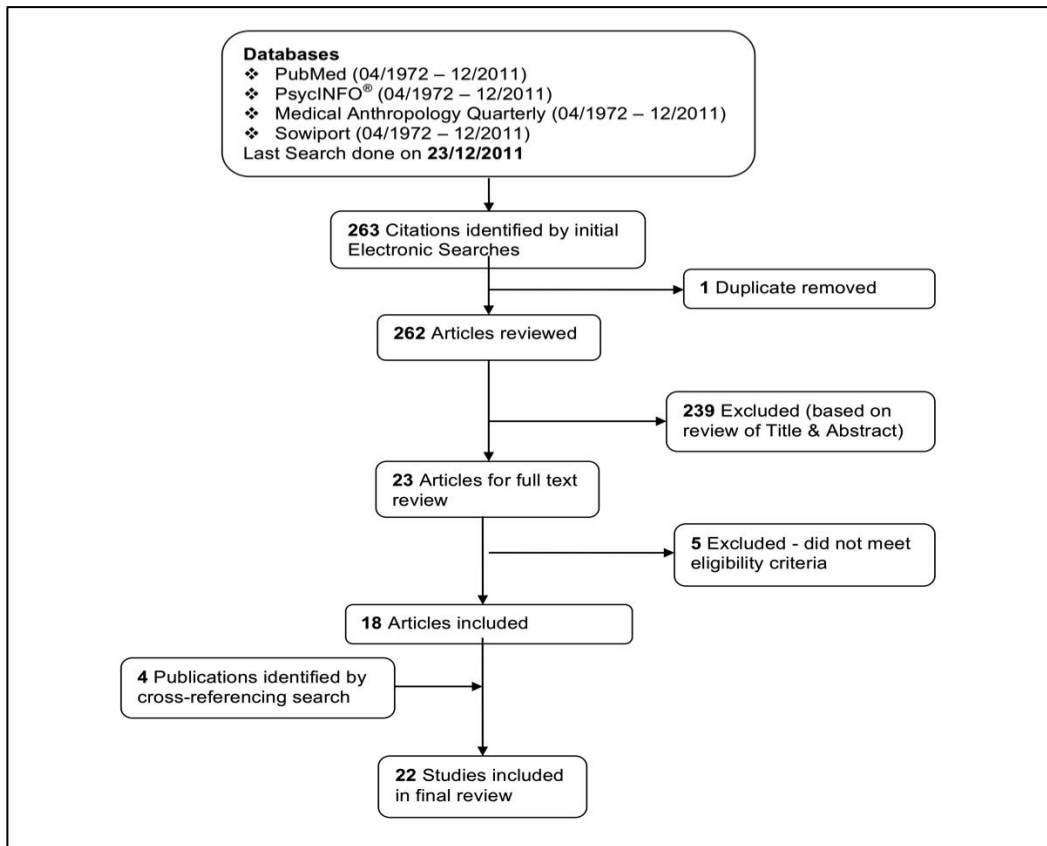 Databases
❖ PubMed (04/1972 – 12/2011)
❖ PsycINFO® (04/1972 – 12/2011)
❖ Medical Anthropology Quarterly (04/1972 – 12/2011)
❖ Sowiport (04/1972 – 12/2011)
Last Search done on 23/12/2011
263 Citations identified by initial
Electronic Searches
1 Duplicate removed
262 Articles reviewed
239 Excluded (based on
review of Title & Abstract)
23 Articles for full text
review
5 Excluded - did not meet
eligibility criteria
18 Articles included
4 Publications identified by
cross-referencing search
22 Studies included
in final review